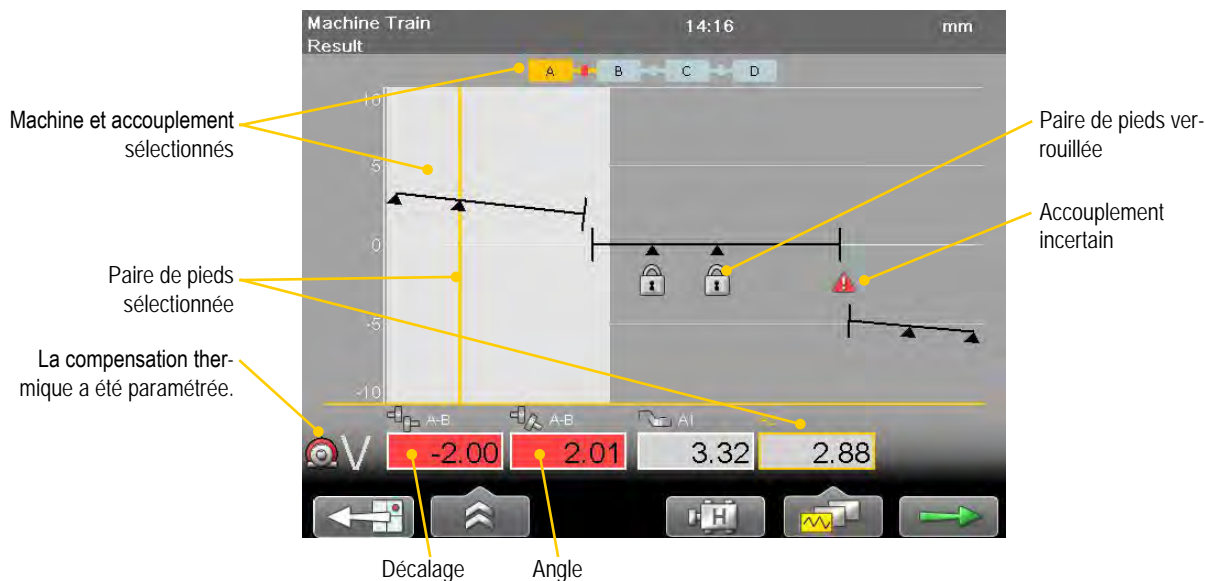 Machine Train
Result
14:16
mm
A B C D
Machine et accouplement
sélectionnés
10
5
0
-5
-10
Paire de pieds ver-
rouillée
Accouplement
incertain
Paire de pieds
sélectionnée
La compensation ther-
mique a été paramétrée.
A-B
A-B
A1
V
-2.00
2.01
3.32
2.88
H
Décalage
Angle